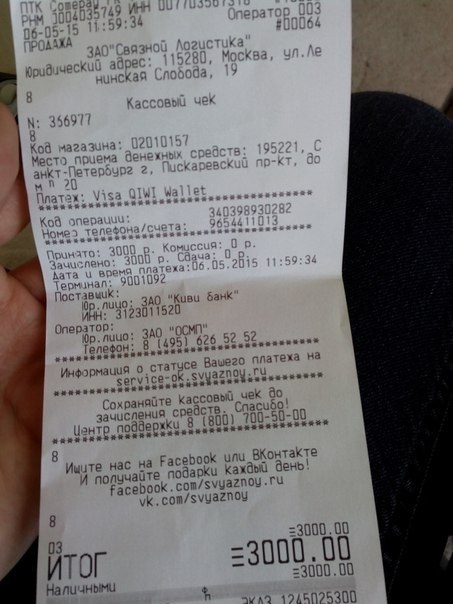 РНМ J004035749 ИНН 007703567318
06-05-15 11:59:34 Оператор 003
ПРОДАЖА #00064
ЗАО"Связной Логистика"
Юридический адрес: 115280, Москва, ул.Ле
нинская Слобода, 19
8
Кассовый чек
N: 366977
8
Код магазина: 02010157
Место приема денежных средств: 195221, С
анкт-Петербург г, Пискаревский пр-кт, до
м п 20
Платеж: Visa QIWI Wallet
****************************************
Код операции: 340398930282
Номер телефона/счета: 9654411013
****************************************
Принято: 3000 р. Комиссия: 0 р.
Зачислено: 3000 р. Сдача: 0 р.
Дата и время платежа:06.05.2015 11:59:34
Терминал: 9001092
Поставщик:
Юр.лицо: ЗАО "Киви банк"
ИНН: 3123011520
Оператор:
Юр.лицо: ЗАО "ОСМП"
Телефон: 8 (495) 626 52 52
****************************************
Информация о статусе Вашего платежа на
service-ok.svyaznoy.ru
****************************************
Сохраняйте кассовый чек до
зачисления средств. Спасибо!
Центр поддержки 8 (800) 700-50-00
****************************************
8
Ищите нас на Facebook или ВКонтакте
И получайте подарки каждый день!
facebook.com/svyaznoy.ru
vk.com/svyaznoy
8
03 ≡3000.00
ИТОГ ≡3000.00
Наличными ≡3000.00
ЭКЛЗ 1245025300